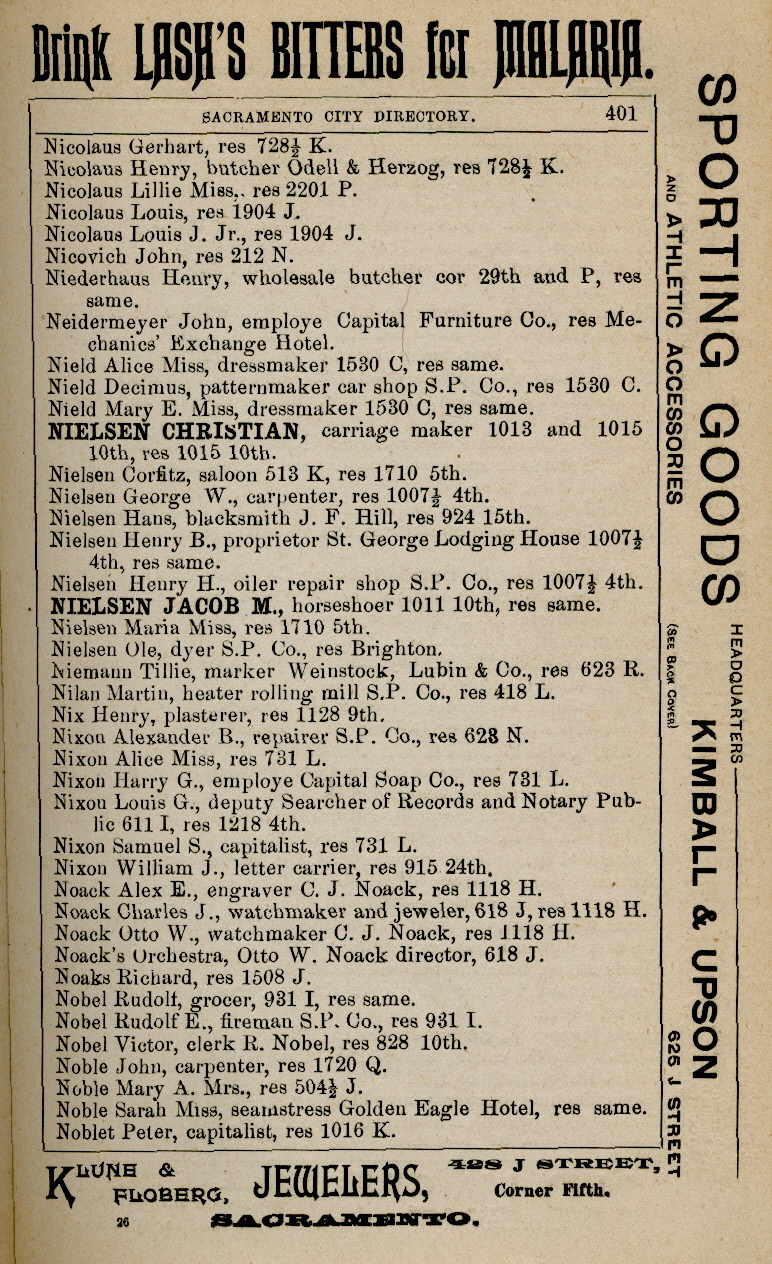 Drink LASH'S BITTERS for MALARIA.
SACRAMENTO CITY DIRECTORY. 401
Nicolaus Gerhart, res 728½ K.
Nicolaus Henry, butcher Odell & Herzog, res 728½ K.
Nicolaus Lillie Miss,. res 2201 P.
Nicolaus Louis, res 1904 J.
Nicolaus Louis J. Jr., res 1904 J.
Nicovich John, res 212 N.
Niederhaus Henry, wholesale butcher cor 29th and P, res
same.
Neidermeyer John, employe Capital Furniture Co., res Me-
chanics' Exchange Hotel.
Nield Alice Miss, dressmaker 1530 C, res same.
Nield Decimus, patternmaker car shop S.P. Co., res 1530 C.
Nield Mary E. Miss, dressmaker 1530 C, res same.
NIELSEN CHRISTIAN, carriage maker 1013 and 1015
10th, res 1015 10th.
Nielsen Corfitz, saloon 513 K, res 1710 5th.
Nielsen George W., carpenter, res 1007½ 4th.
Nielsen Hans, blacksmith J. F. Hill, res 924 15th.
Nielsen Henry B., proprietor St. George Lodging House 1007½
4th, res same.
Nielsen Henry H., oiler repair shop S.P. Co., res 1007½ 4th.
NIELSEN JACOB M., horseshoer 1011 10th, res same.
Nielsen Maria Miss, res 1710 5th.
Nielsen Ole, dyer S.P. Co., res Brighton.
Niemann Tillie, marker Weinstock, Lubin & Co., res 623 R.
Nilan Martin, heater rolling mill S.P. Co., res 418 L.
Nix Henry, plasterer, res 1128 9th.
Nixon Alexander B., repairer S.P. Co., res 628 N.
Nixon Alice Miss, res 731 L.
Nixon Harry G., employe Capital Soap Co., res 731 L.
Nixon Louis G., deputy Searcher of Records and Notary Pub-
lic 611 I, res 1218 4th.
Nixon Samuel S., capitalist, res 731 L.
Nixon William J., letter carrier, res 915 24th.
Noack Alex E., engraver C. J. Noack, res 1118 H.
Noack Charles J., watchmaker and jeweler, 618 J, res 1118 H.
Noack Otto W., watchmaker C. J. Noack, res 1118 H.
Noack's Orchestra, Otto W. Noack director, 618 J.
Noaks Richard, res 1508 J.
Nobel Rudolf, grocer, 931 I, res same.
Nobel Rudolf E., fireman S.P. Co., res 931 I.
Nobel Victor, clerk R. Nobel, res 828 10th.
Noble John, carpenter, res 1720 Q.
Noble Mary A. Mrs., res 504½ J.
Noble Sarah Miss, seamstress Golden Eagle Hotel, res same.
Noblet Peter, capitalist, res 1016 K.
SPORTING GOODS
AND ATHLETIC ACCESSORIES
(SEE BACK COVER)
HEADQUARTERS
KIMBALL & UPSON
625 J STREET
KLUNE &
FLOBERG, JEWELERS,
428 J STREET,
Corner Fifth.
26 SACRAMENTO.